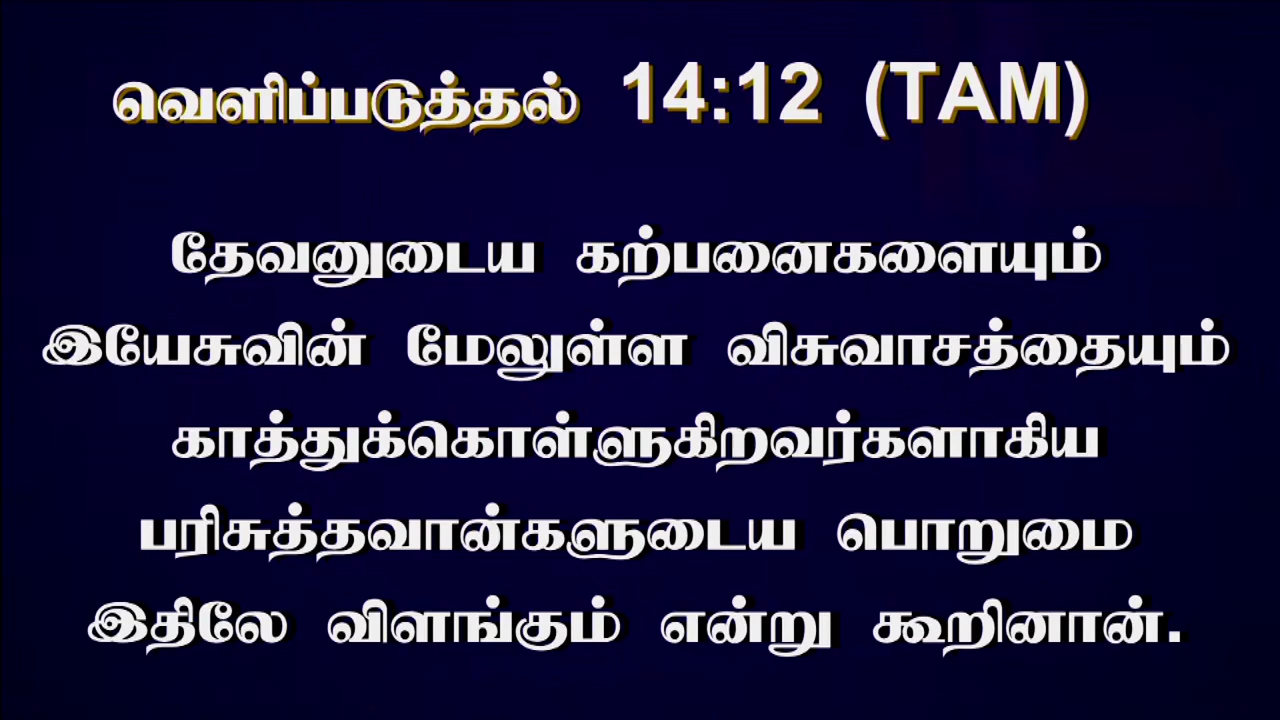 வெளிப்படுத்தல் 14:12 (TAM)
தேவனுடைய கற்பனைகளையும்
இயேசுவின் மேலுள்ள விசுவாசத்தையும்
காத்துக்கொள்ளுகிறவர்களாகிய
பரிசுத்தவான்களுடைய பொறுமை
இதிலே விளங்கும் என்று கூறினான்.